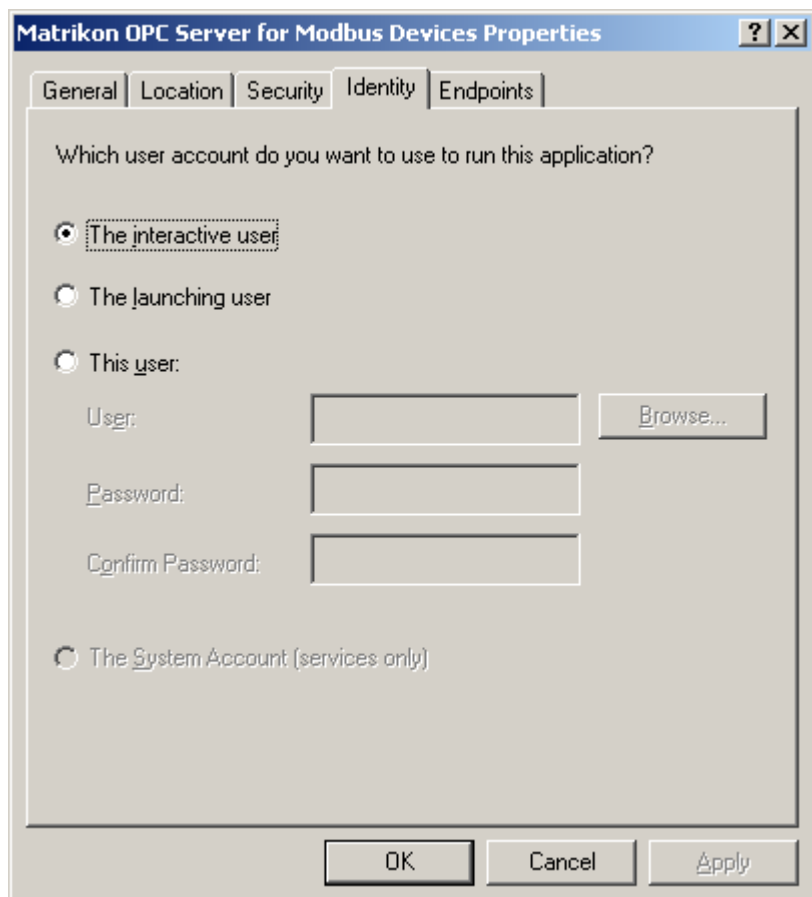 Matrikon OPC Server for Modbus Devices Properties
General Location Security Identity Endpoints
Which user account do you want to use to run this application?
The interactive user
The launching user
This user:
User: Browse...
Password:
Confirm Password:
The System Account (services only)
OK Cancel Apply